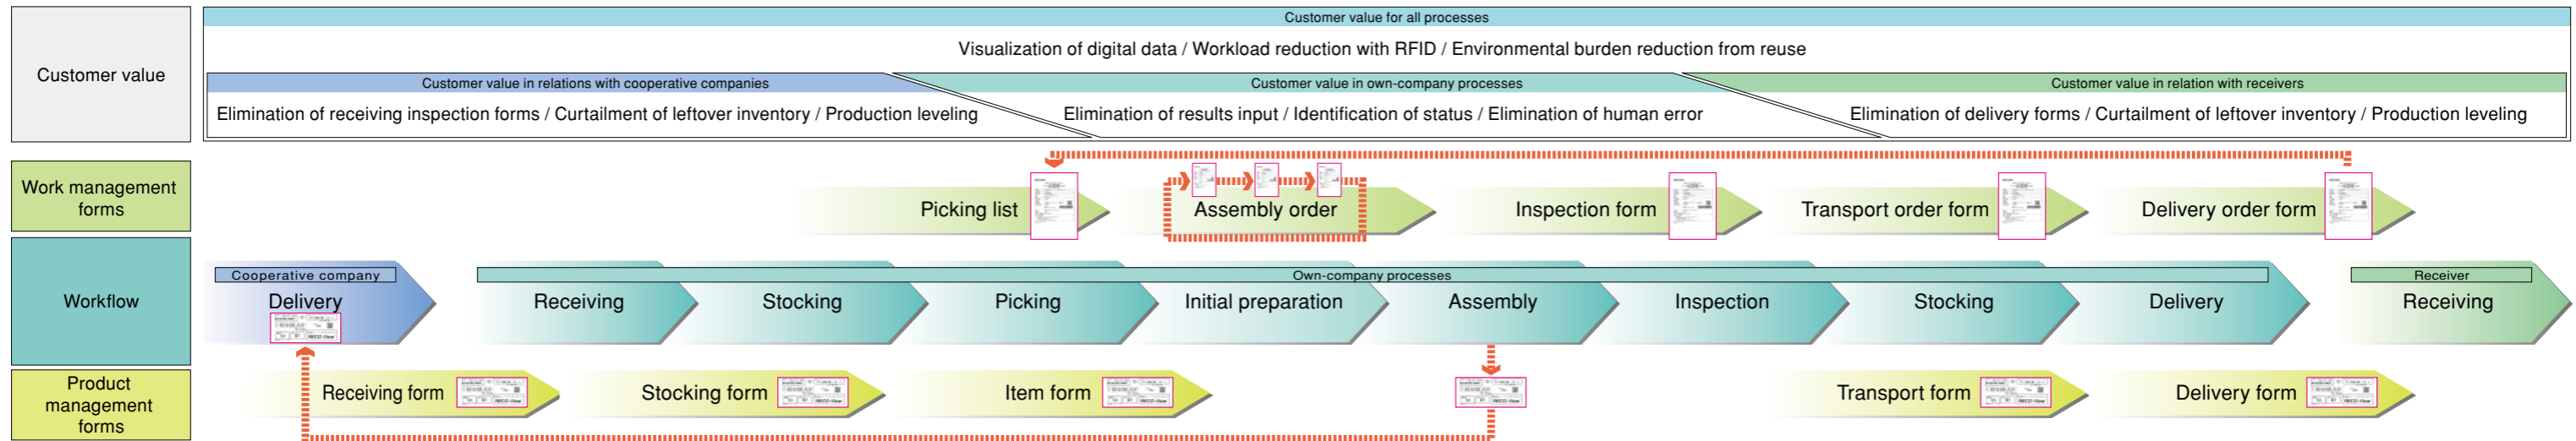 Customer value
Customer value for all processes
Visualization of digital data / Workload reduction with RFID / Environmental burden reduction from reuse
Customer value in relations with cooperative companies
Customer value in own-company processes
Customer value in relation with receivers
Elimination of receiving inspection forms / Curtailment of leftover inventory / Production leveling
Elimination of results input / Identification of status / Elimination of human error
Elimination of delivery forms / Curtailment of leftover inventory / Production leveling
Work management
forms
Picking list
Assembly order
Inspection form
Transport order form
Delivery order form
Workflow
Cooperative company
Delivery
Own-company processes
Receiving
Stocking
Picking
Initial preparation
Assembly
Inspection
Stocking
Delivery
Receiver
Receiving
Product
management
forms
Receiving form
Stocking form
Item form
Transport form
Delivery form